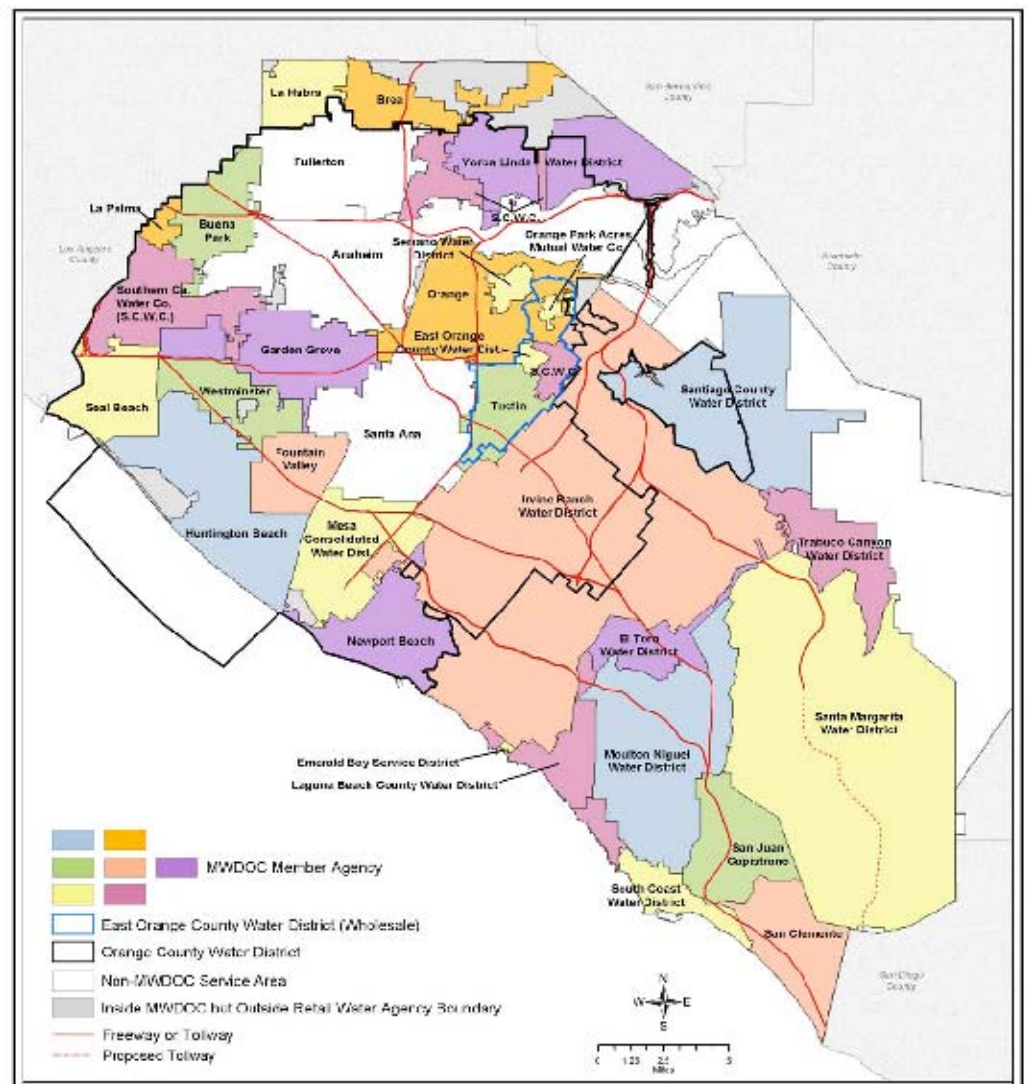 San Bernardino
County
La Habra
Brea
Fullerton
Yorba Linda
Water District
La Palma
S.C.W.C.
Los Angeles
County
Buena
Park
Serrano Water
District
Orange Park Acres
Mutual Water Co.
Riverside
County
Anaheim
Southern Ca.
Water Co.
(S.C.W.C.)
Orange
East Orange
County Water Dist.
Garden Grove
S.C.W.C.
Santiago County
Water District
Seal Beach
Westminster
Tustin
Santa Ana
Fountain
Valley
Irvine Ranch
Water District
Huntington Beach
Mesa
Consolidated
Water Dist.
Trabuco Canyon
Water District
Newport Beach
El Toro
Water District
Santa Margarita
Water District
Emerald Bay Service District
Moulton Niguel
Water District
Laguna Beach County Water District
San Juan
Capistrano
South Coast
Water District
San Clemente
San Diego
County
MWDOC Member Agency
East Orange County Water District (Wholesale)
Orange County Water District
Non-MWDOC Service Area
Inside MWDOC but Outside Retail Water Agency Boundary
Freeway or Tollway
Proposed Tollway
N
W E
S
0 1.25 2.5 5
Miles